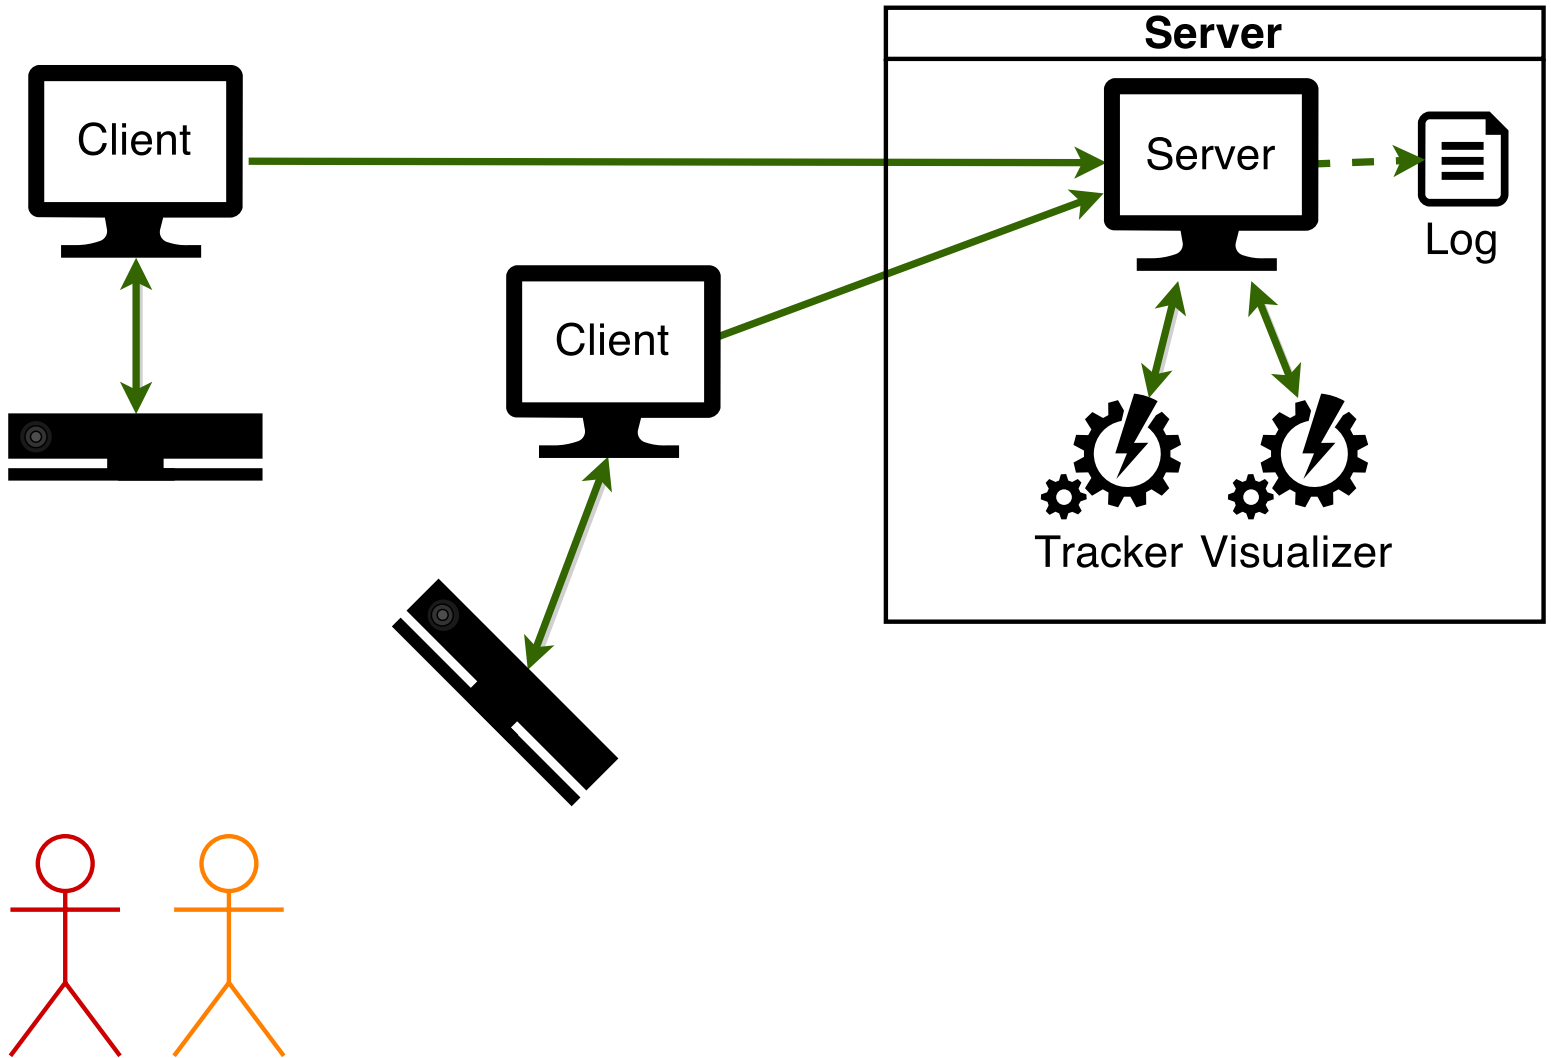 Server
Client
Server
Log
Client
Tracker
Visualizer